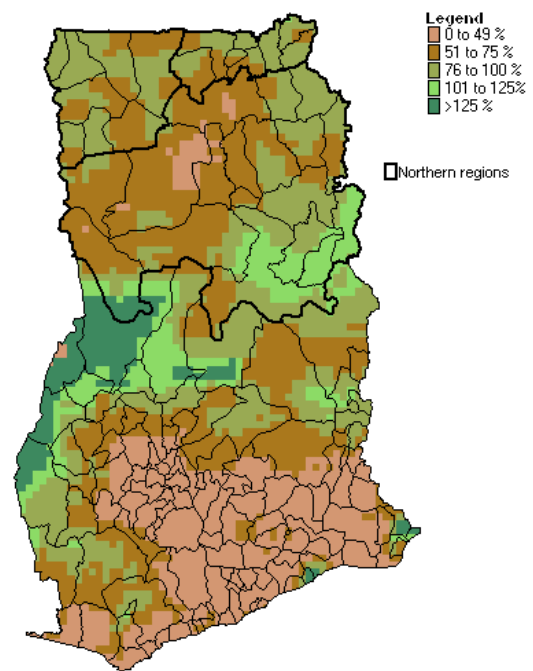 Legend
0 to 49 %
51 to 75 %
76 to 100 %
101 to 125%
>125 %
Northern regions